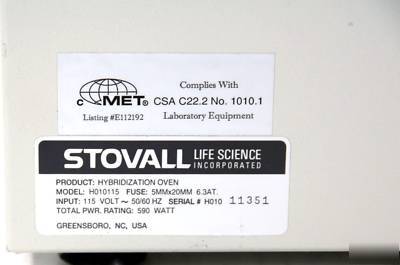 Complies With
c MET®
CSA C22.2 No. 1010.1
Listing #E112192
Laboratory Equipment
STOVALL LIFE SCIENCE
INCORPORATED
PRODUCT: HYBRIDIZATION OVEN
MODEL: H010115 FUSE: 5MMx20MM 6.3AT.
INPUT: 115 VOLT ~ 50/60 HZ SERIAL # H010 11351
TOTAL PWR. RATING: 590 WATT
GREENSBORO, NC, USA